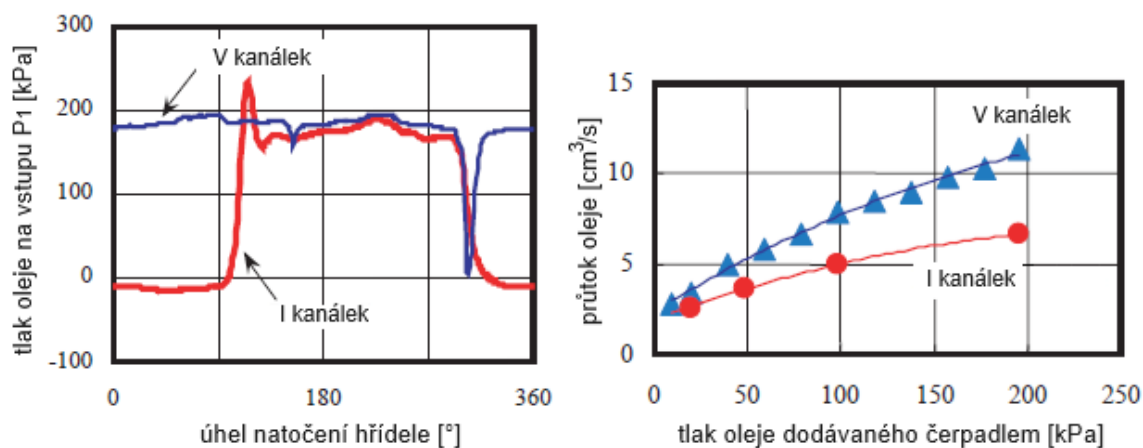 tlak oleje na vstupu P1 [kPa]
300
200
100
0
-100
V kanálek
I kanálek
0
180
360
úhel natočení hřídele [°]
průtok oleje [cm³/s]
15
10
5
0
V kanálek
I kanálek
0
50
100
150
200
250
tlak oleje dodávaného čerpadlem [kPa]